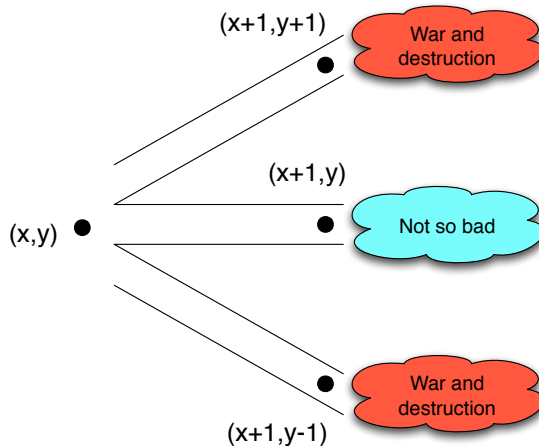 (x+1,y+1)
War and
destruction
(x+1,y)
(x,y)
Not so bad
War and
destruction
(x+1,y-1)